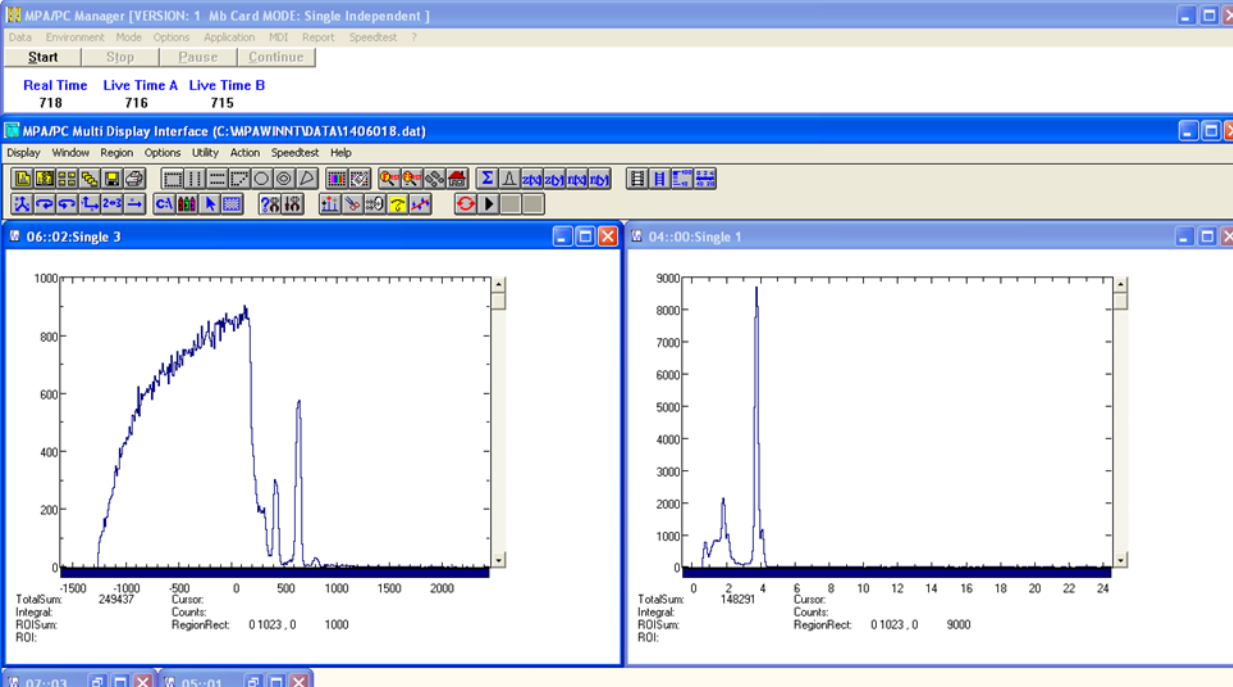 MPA/PC Manager [VERSION: 1 Mb Card MODE: Single Independent ]
Data Environment Mode Options Application MDI Report Speedtest ?
Start Stop Pause Continue
Real Time Live Time A Live Time B
718 716 715
MPA/PC Multi Display Interface (C:\MPAWINNT\DATA\1406018.dat)
Display Window Region Options Utility Action Speedtest Help
06::02:Single 3
1000
800
600
400
200
0
-1500 -1000 -500 0 500 1000 1500 2000
TotalSum: 249437 Cursor:
Integral: Counts:
ROISum: RegionRect: 0 1023 , 0 1000
ROI:
04::00:Single 1
9000
8000
7000
6000
5000
4000
3000
2000
1000
0
0 2 4 6 8 10 12 14 16 18 20 22 24
TotalSum: 148291 Cursor:
Integral: Counts:
ROISum: RegionRect: 0 1023 , 0 9000
ROI:
07::03 05::01